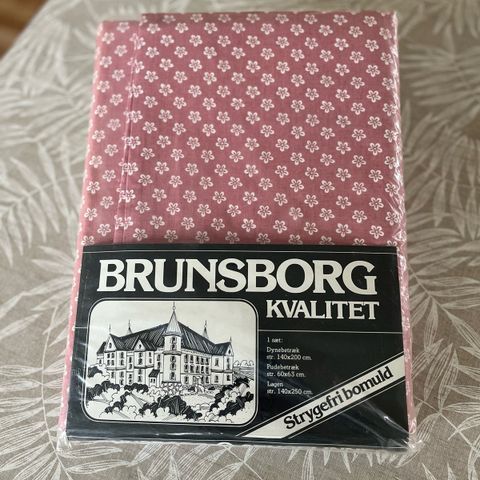 BRUNSBORG
KVALITET
1 sæt:
Dynebetræk
str. 140x200 cm.
Pudebetræk
str. 60x63 cm.
Lagen
str. 140x250 cm.
Strygefri bomuld